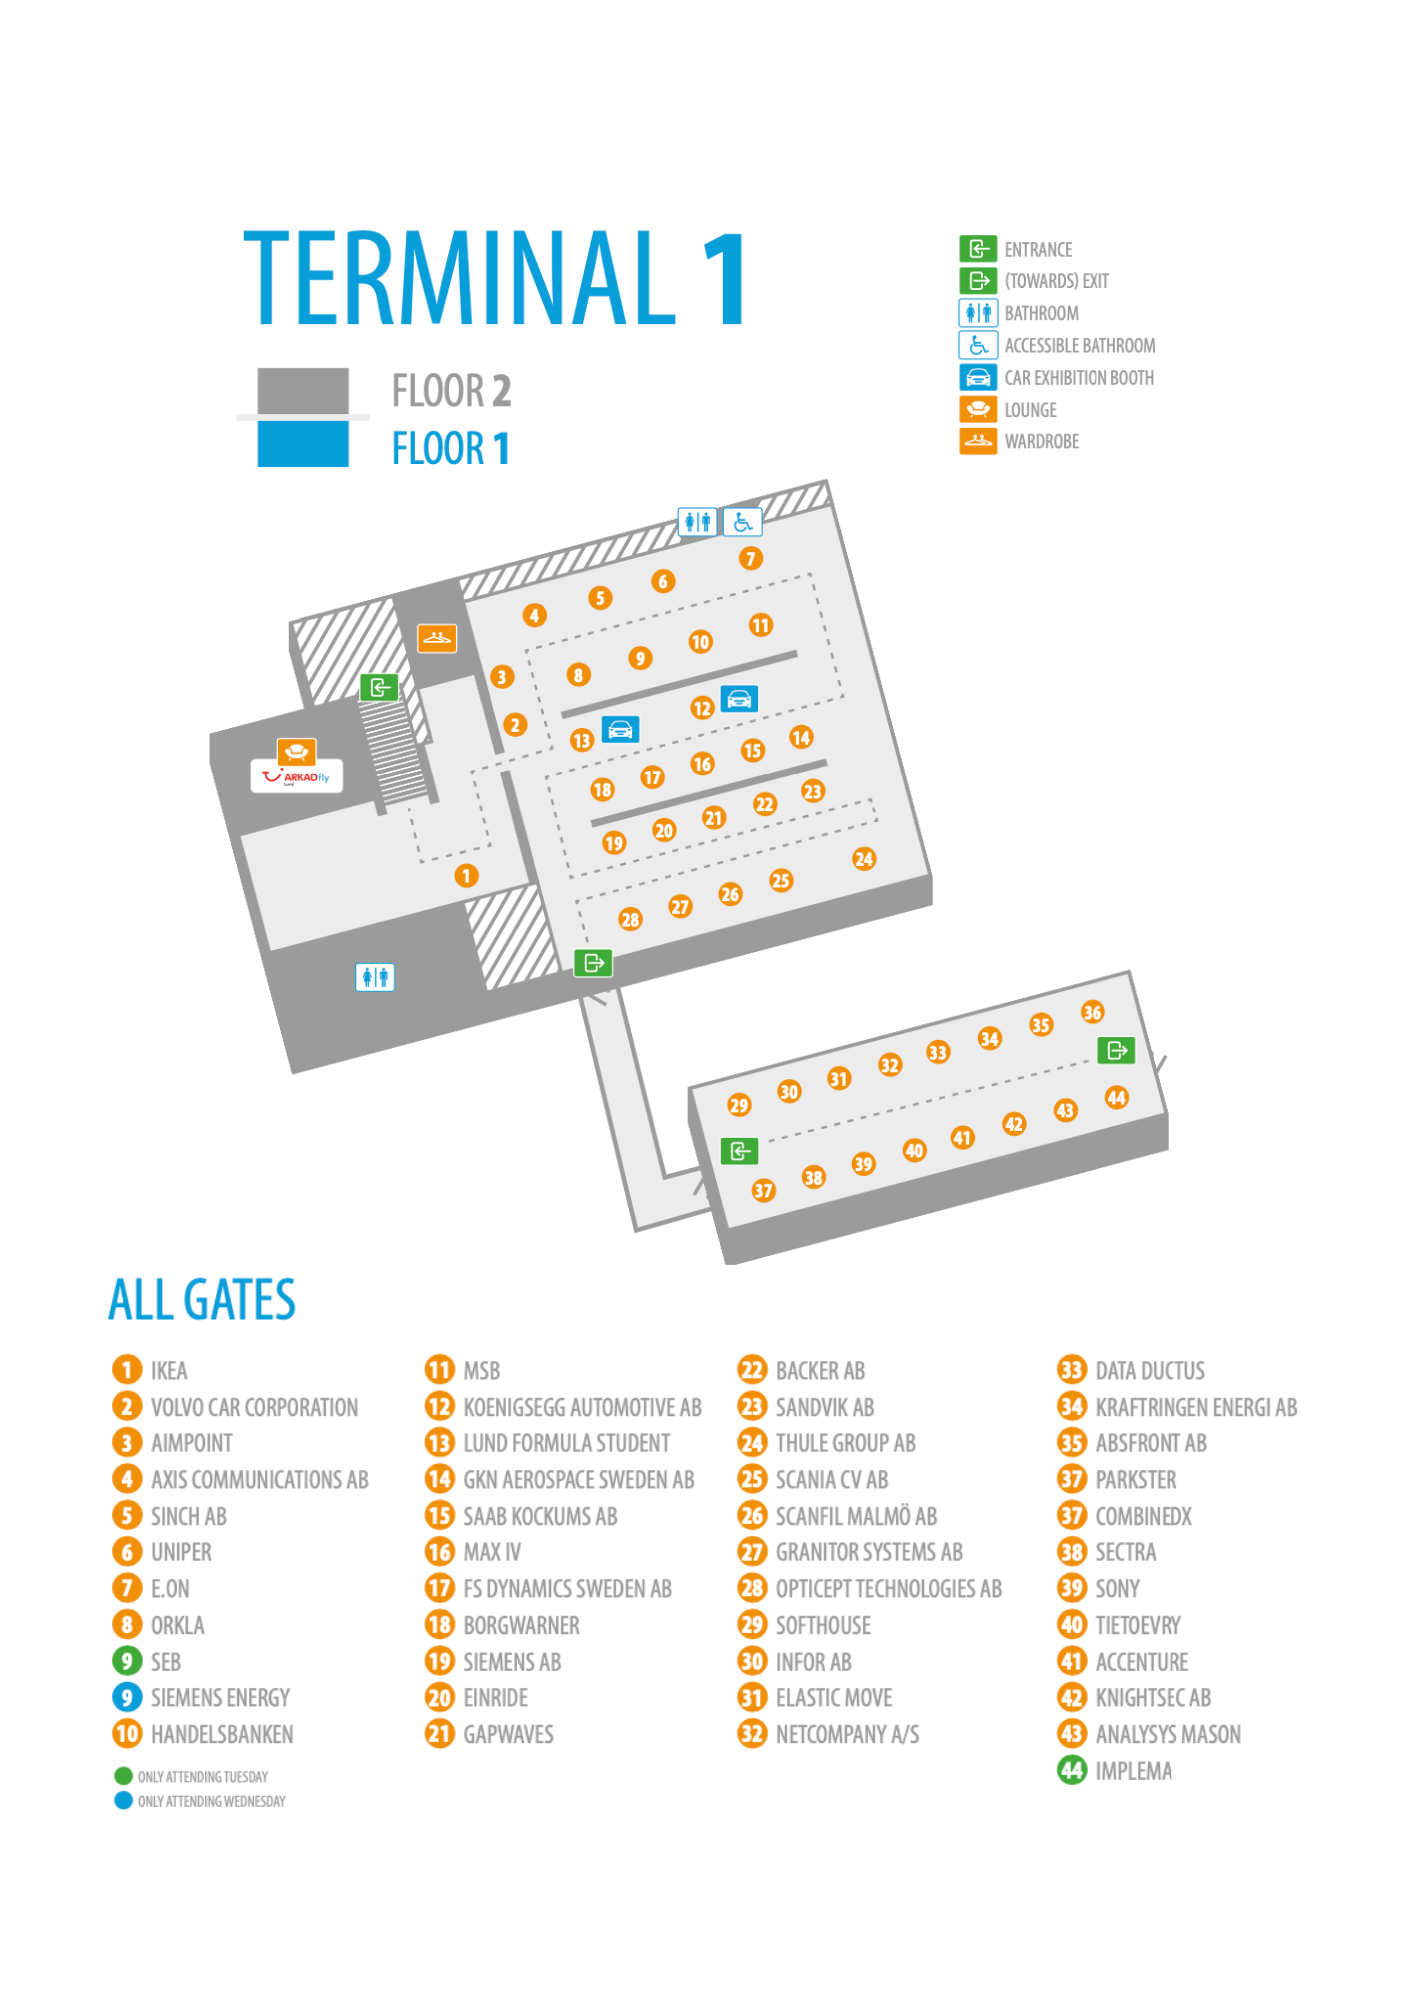 TERMINAL 1
FLOOR 2
FLOOR 1
ENTRANCE
(TOWARDS) EXIT
BATHROOM
ACCESSIBLE BATHROOM
CAR EXHIBITION BOOTH
LOUNGE
WARDROBE
7
6
5
4
11
10
9
8
3
2
12
13
14
15
16
17
18
23
22
21
20
19
24
25
26
27
28
1
ARKADfly
Lund
36
35
34
33
32
31
30
29
44
43
42
41
40
39
38
37
ALL GATES
1 IKEA
2 VOLVO CAR CORPORATION
3 AIMPOINT
4 AXIS COMMUNICATIONS AB
5 SINCH AB
6 UNIPER
7 E.ON
8 ORKLA
9 SEB
9 SIEMENS ENERGY
10 HANDELSBANKEN
ONLY ATTENDING TUESDAY
ONLY ATTENDING WEDNESDAY
11 MSB
12 KOENIGSEGG AUTOMOTIVE AB
13 LUND FORMULA STUDENT
14 GKN AEROSPACE SWEDEN AB
15 SAAB KOCKUMS AB
16 MAX IV
17 FS DYNAMICS SWEDEN AB
18 BORGWARNER
19 SIEMENS AB
20 EINRIDE
21 GAPWAVES
22 BACKER AB
23 SANDVIK AB
24 THULE GROUP AB
25 SCANIA CV AB
26 SCANFIL MALMÖ AB
27 GRANITOR SYSTEMS AB
28 OPTICEPT TECHNOLOGIES AB
29 SOFTHOUSE
30 INFOR AB
31 ELASTIC MOVE
32 NETCOMPANY A/S
33 DATA DUCTUS
34 KRAFTRINGEN ENERGI AB
35 ABSFRONT AB
37 PARKSTER
37 COMBINEDX
38 SECTRA
39 SONY
40 TIETOEVRY
41 ACCENTURE
42 KNIGHTSEC AB
43 ANALYSYS MASON
44 IMPLEMA